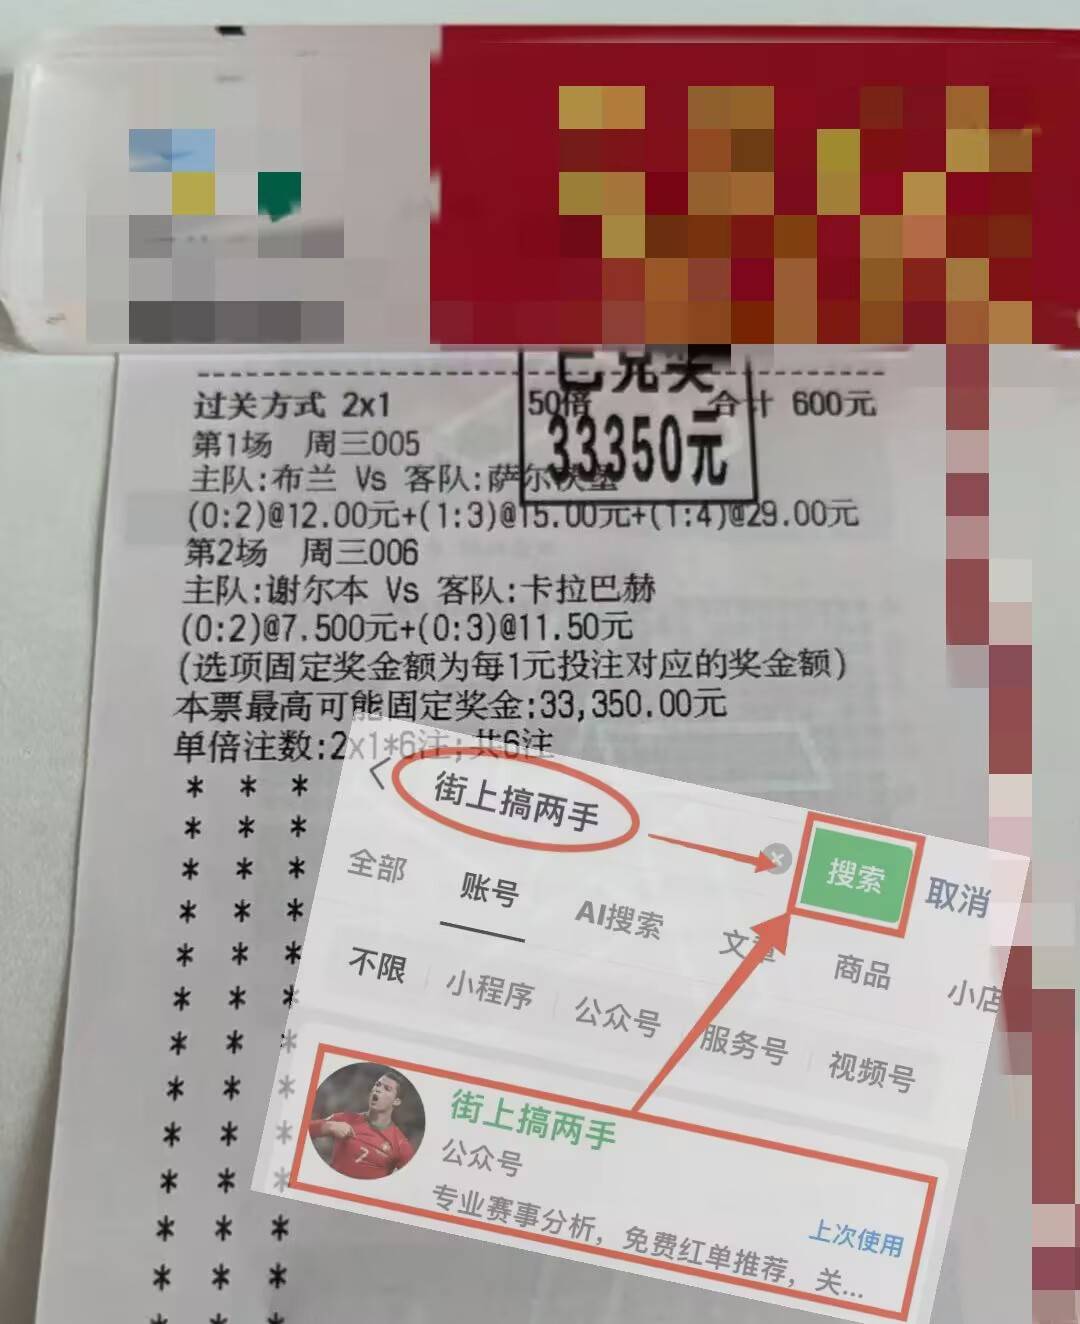 已兑奖
33350元
过关方式 2x1 50倍 合计 600元
第1场 周三005
主队:布兰 Vs 客队:萨尔茨堡
(0:2)@12.00元+(1:3)@15.00元+(1:4)@29.00元
第2场 周三006
主队:谢尔本 Vs 客队:卡拉巴赫
(0:2)@7.500元+(0:3)@11.50元
(选项固定奖金额为每1元投注对应的奖金额)
本票最高可能固定奖金:33,350.00元
单倍注数:2x1*6注;共6注
街上搞两手
搜索 取消
全部 账号 AI搜索 文章 商品 小店
不限 小程序 公众号 服务号 视频号
街上搞两手
公众号
专业赛事分析，免费红单推荐，关...
上次使用